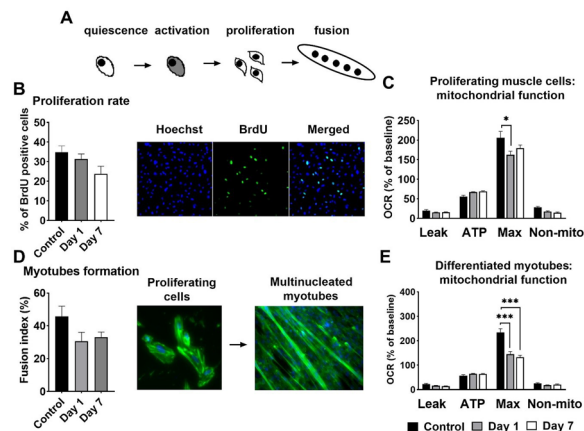 A
quiescence activation proliferation fusion
B
Proliferation rate
% of BrdU positive cells
50
40
30
20
10
0
Control
Day 1
Day 7
Hoechst BrdU Merged
C
Proliferating muscle cells:
mitochondrial function
OCR (% of baseline)
250
200
150
100
50
0
*
Leak ATP Max Non-mito
D
Myotubes formation
Fusion index (%)
60
40
20
0
Control
Day 1
Day 7
Proliferating
cells
Multinucleated
myotubes
E
Differentiated myotubes:
mitochondrial function
OCR (% of baseline)
300
200
100
0
***
***
Leak ATP Max Non-mito
Control Day 1 Day 7